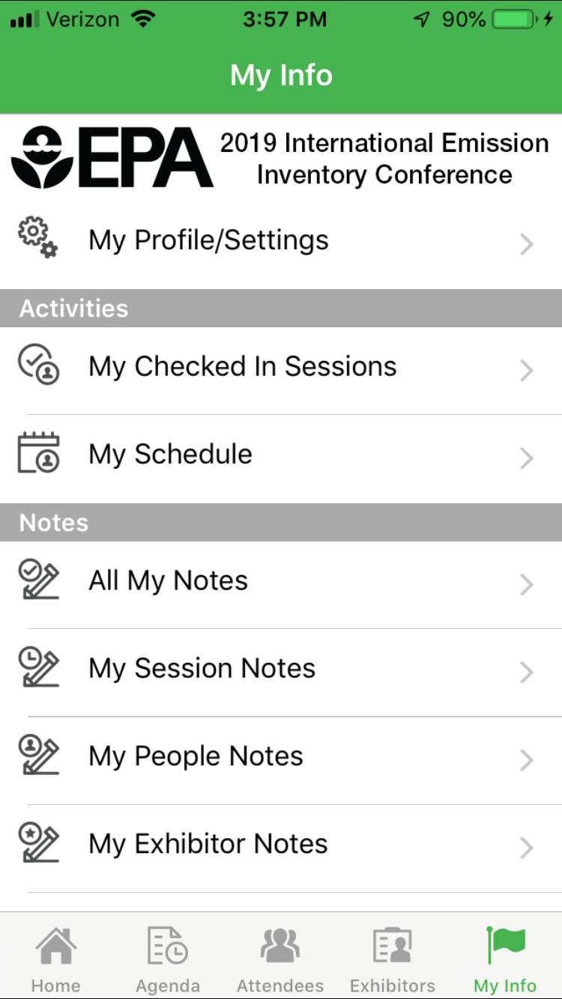 Verizon 3:57 PM 90%
My Info
EPA 2019 International Emission
Inventory Conference
My Profile/Settings
Activities
My Checked In Sessions
My Schedule
Notes
All My Notes
My Session Notes
My People Notes
My Exhibitor Notes
Home Agenda Attendees Exhibitors My Info